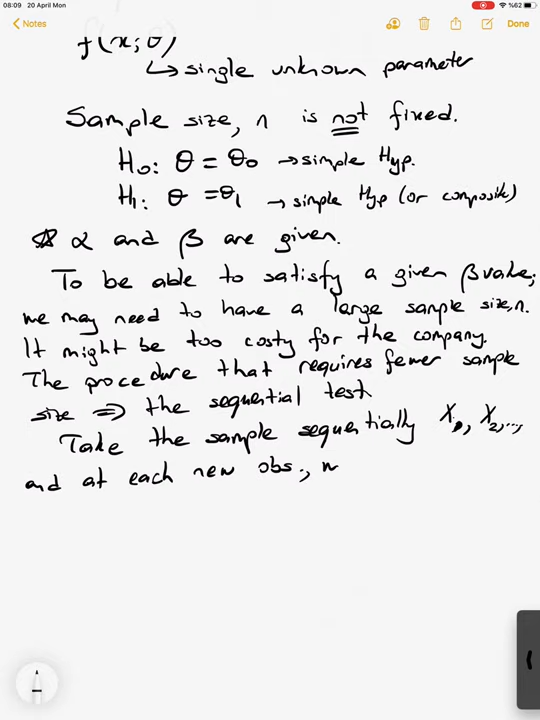 08:09 20 April Mon
%62
Notes
Done
f(x; θ)
↳ single unknown parameter
Sample size, n is not fixed.
H₀: θ = θ₀ → simple Hyp.
H₁: θ = θ₁ → simple Hyp (or composite)
☆ α and β are given.
To be able to satisfy a given β value;
we may need to have a large sample size, n.
It might be too costy for the company.
The procedure that requires fewer sample
size ⇒ the sequential test
Take the sample sequentially X₁, X₂, ...,
and at each new obs., w